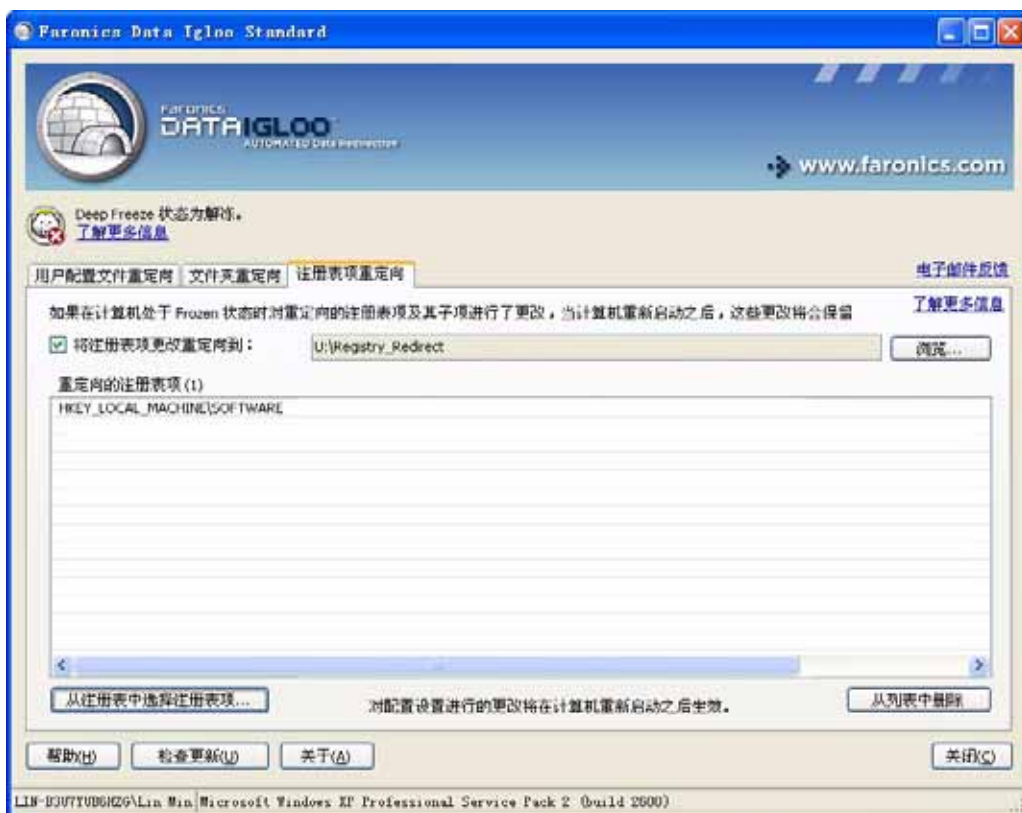 Faronics Data Igloo Standard
FARONICS
DATAIGLOO
AUTOMATED Data Redirection
www.faronics.com
Deep Freeze 状态为解冻。
了解更多信息
用户配置文件重定向 文件夹重定向 注册表项重定向
电子邮件反馈
如果在计算机处于 Frozen 状态时对重定向的注册表项及其子项进行了更改，当计算机重新启动之后，这些更改将会保留
了解更多信息
将注册表项更改重定向到：
U:\Registry_Redirect
浏览...
重定向的注册表项(1)
HKEY_LOCAL_MACHINE\SOFTWARE
从注册表中选择注册表项...
对配置设置进行的更改将在计算机重新启动之后生效。
从列表中删除
帮助(H) 检查更新(U) 关于(A) 关闭(C)
\Lin Min Microsoft Windows XP Professional Service Pack 2 (build 2600)